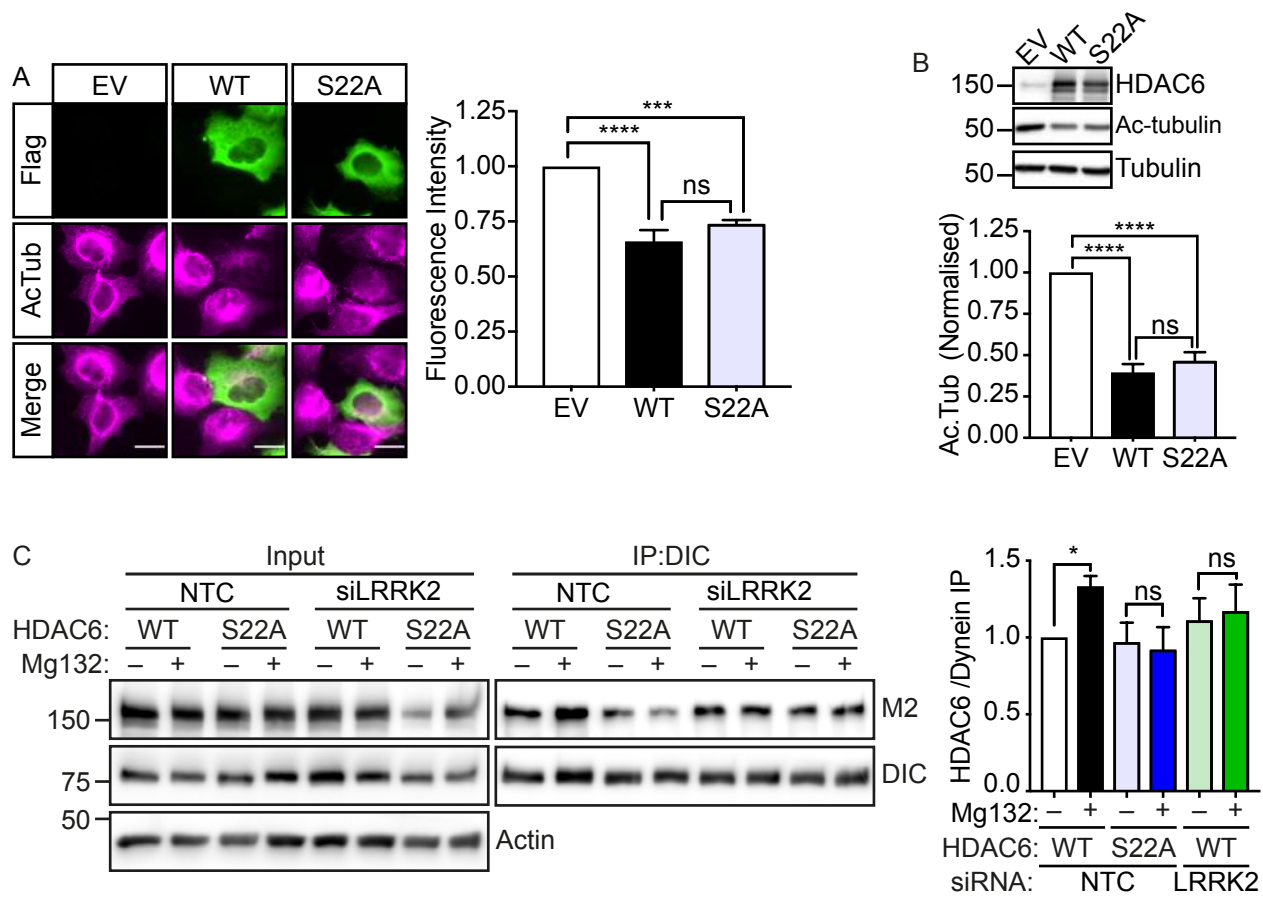 A
EV WT S22A
Flag
AcTub
Merge
Fluorescence Intensity
1.25
1.00
0.75
0.50
0.25
0.00
***
****
ns
EV WT S22A
B
EV WT S22A
150 HDAC6
50 Ac-tubulin
50 Tubulin
Ac.Tub (Normalised)
1.25
1.00
0.75
0.50
0.25
0.00
****
****
ns
EV WT S22A
C
Input IP:DIC
NTC siLRRK2 NTC siLRRK2
HDAC6: WT S22A WT S22A WT S22A WT S22A
Mg132: – + – + – + – + – + – + – + – +
150 M2
75 DIC
50 Actin
HDAC6 /Dynein IP
1.5
1.0
0.5
0.0
* ns ns
Mg132: – + – + – +
HDAC6: WT S22A WT
siRNA: NTC LRRK2